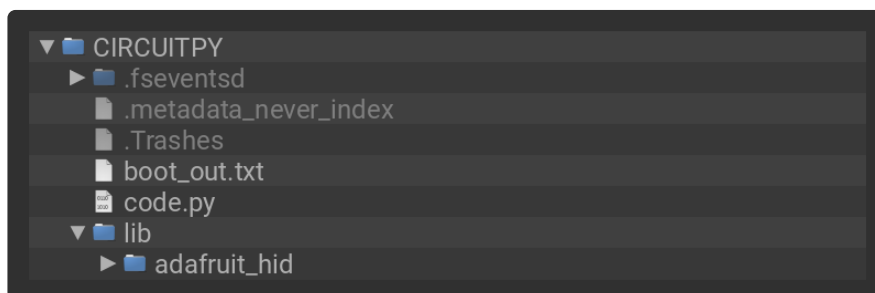 CIRCUITPY
.fseventsd
.metadata_never_index
.Trashes
boot_out.txt
code.py
lib
adafruit_hid